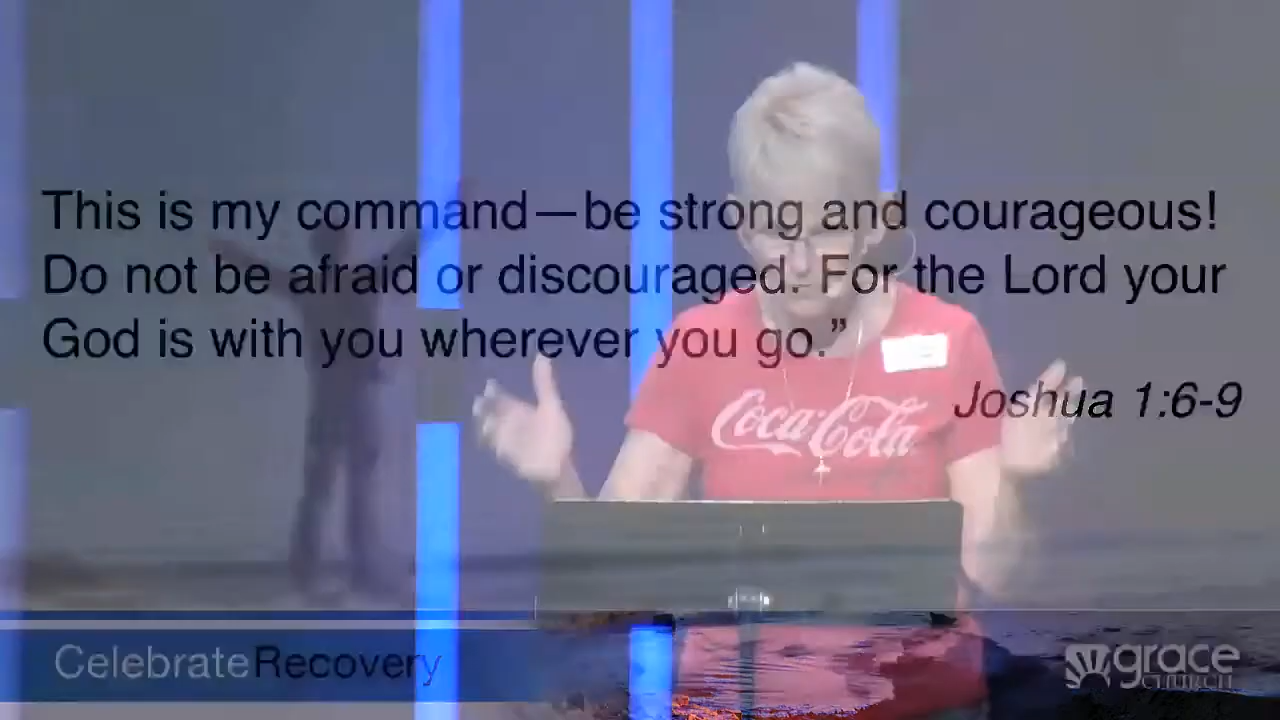 This is my command—be strong and courageous!
Do not be afraid or discouraged. For the Lord your
God is with you wherever you go.”
Joshua 1:6-9
Coca-Cola
CelebrateRecovery
grace
CHURCH